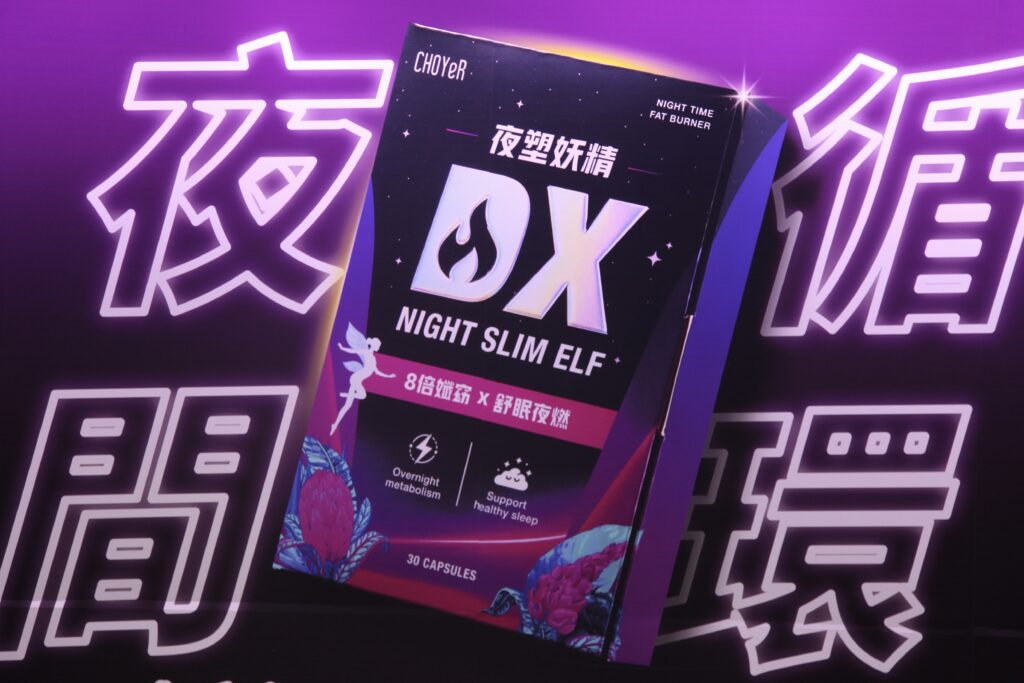 夜間
循環
CHOYeR
NIGHT TIME
FAT BURNER
夜塑妖精
DX
NIGHT SLIM ELF
8倍孅窈 x 舒眠夜燃
Overnight
metabolism
Support
healthy sleep
30 CAPSULES